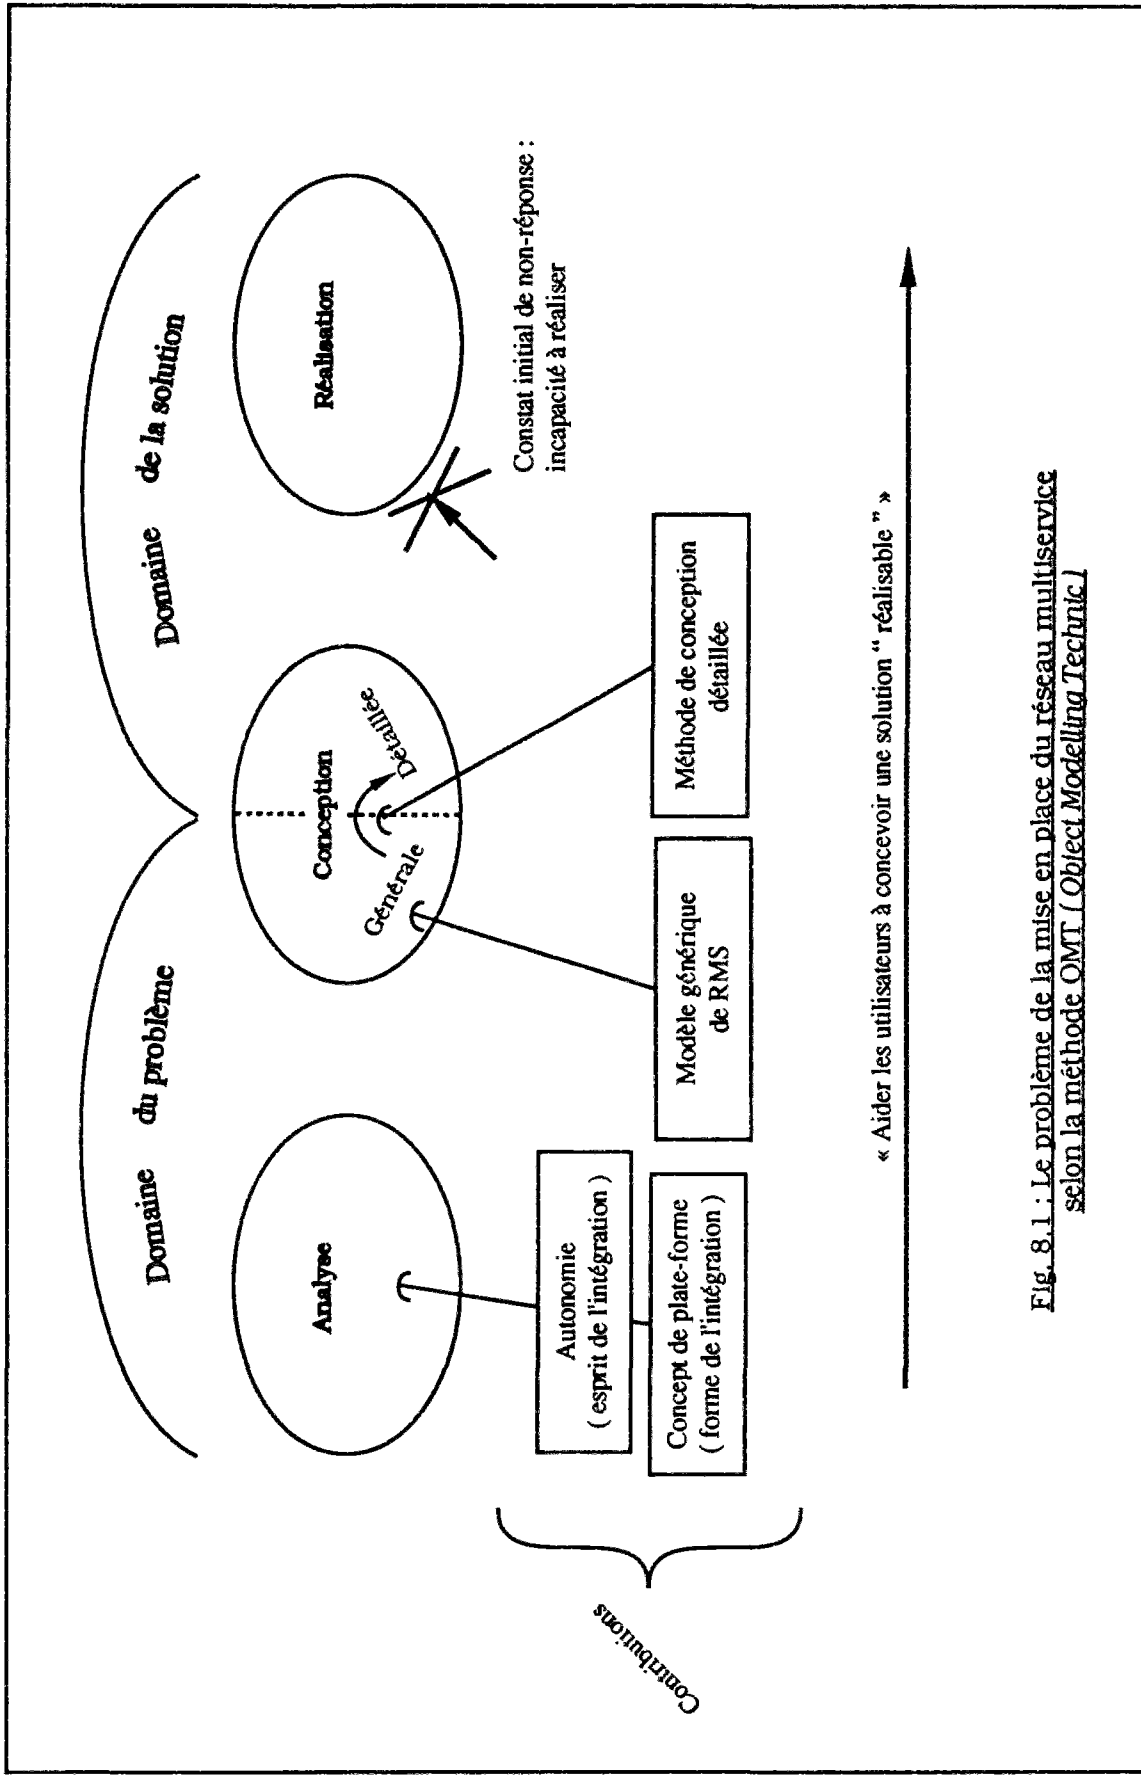 Domaine du problème
Domaine de la solution
Analyse
Conception
Générale
Détaillée
Réalisation
Constat initial de non-réponse :
incapacité à réaliser
Contributions
Autonomie
( esprit de l'intégration )
Concept de plate-forme
( forme de l'intégration )
Modèle générique
de RMS
Méthode de conception
détaillée
« Aider les utilisateurs à concevoir une solution “ réalisable ” »
Fig. 8.1 : Le problème de la mise en place du réseau multiservice
selon la méthode OMT ( Object Modelling Technic )